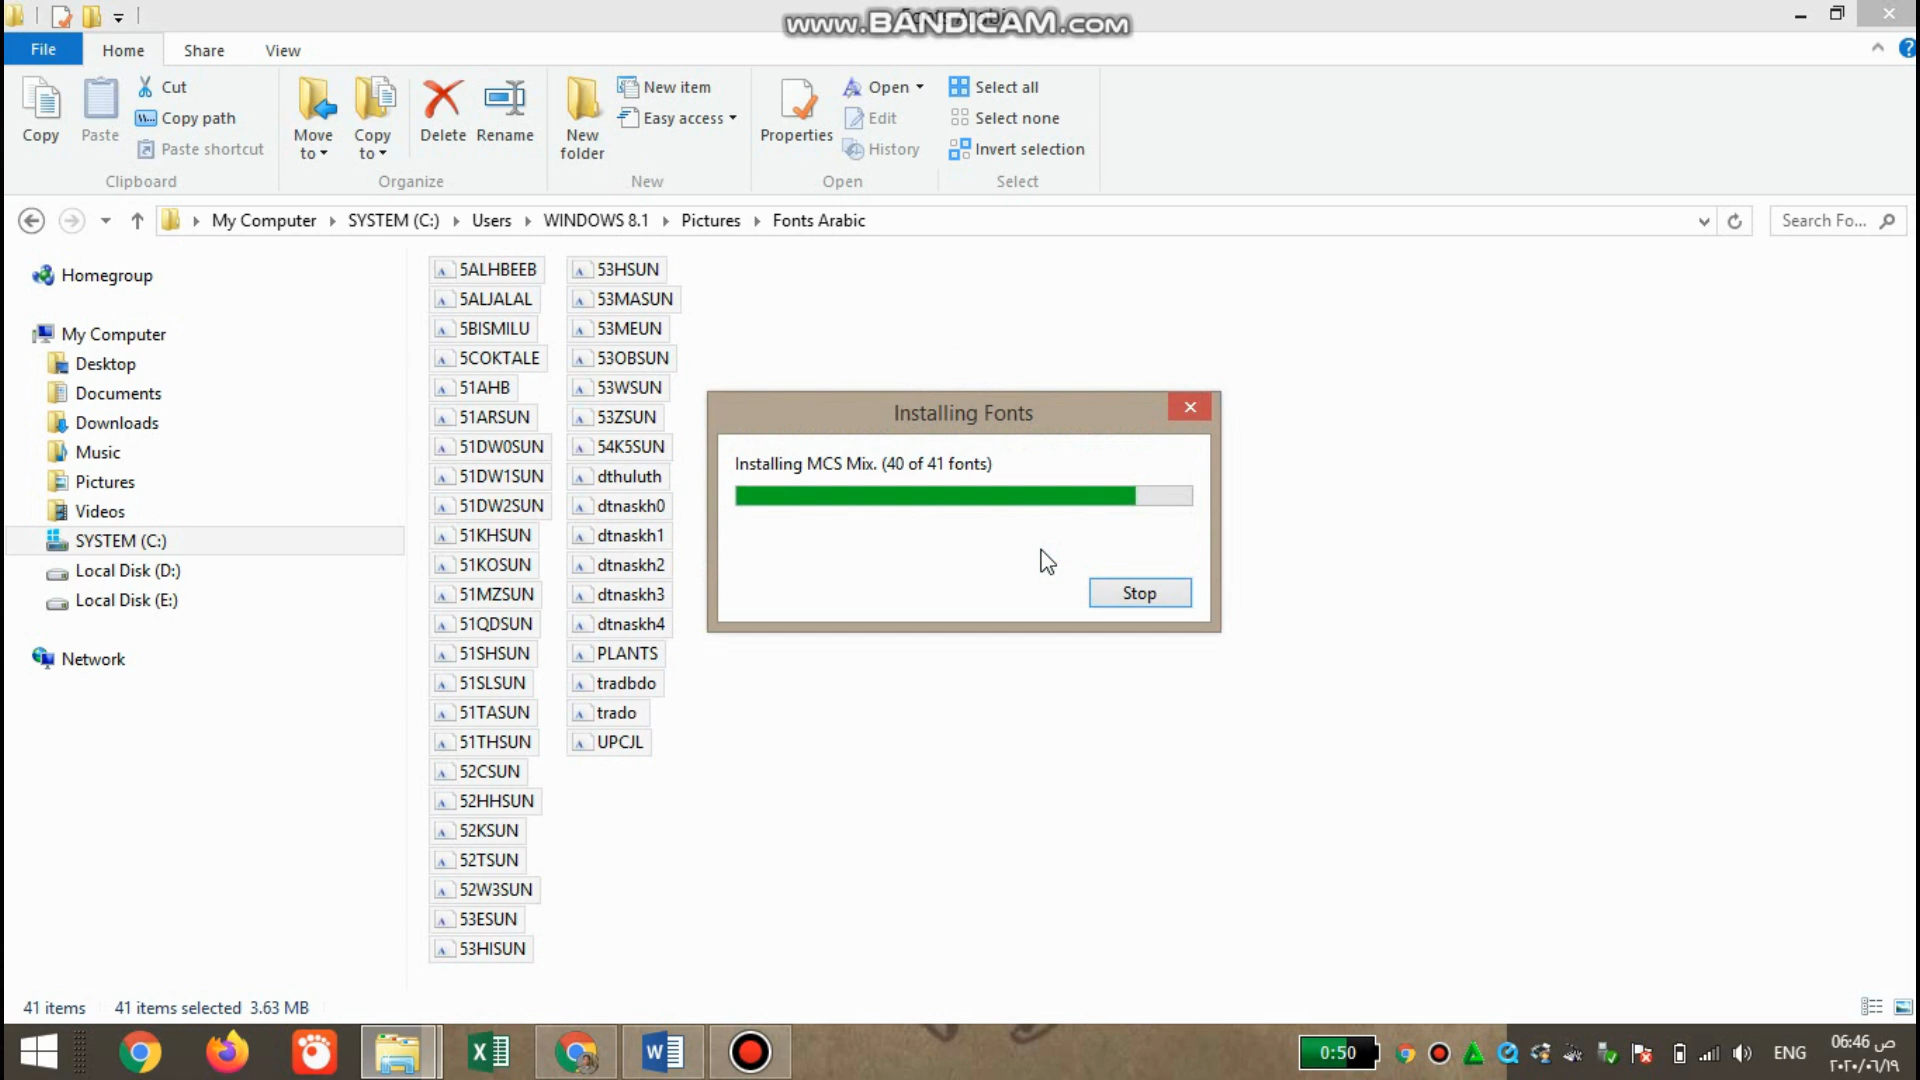 www.BANDICAM.com
File Home Share View
Copy
Paste
Cut
Copy path
Paste shortcut
Clipboard
Move to
Copy to
Delete
Rename
Organize
New folder
New item
Easy access
New
Properties
Open
Edit
History
Open
Select all
Select none
Invert selection
Select
My Computer SYSTEM (C:) Users WINDOWS 8.1 Pictures Fonts Arabic
Search Fo...
Homegroup
My Computer
Desktop
Documents
Downloads
Music
Pictures
Videos
SYSTEM (C:)
Local Disk (D:)
Local Disk (E:)
Network
5ALHBEEB
5ALJALAL
5BISMILU
5COKTALE
51AHB
51ARSUN
51DW0SUN
51DW1SUN
51DW2SUN
51KHSUN
51KOSUN
51MZSUN
51QDSUN
51SHSUN
51SLSUN
51TASUN
51THSUN
52CSUN
52HHSUN
52KSUN
52TSUN
52W3SUN
53ESUN
53HISUN
53HSUN
53MASUN
53MEUN
53OBSUN
53WSUN
53ZSUN
54K5SUN
dthuluth
dtnaskh0
dtnaskh1
dtnaskh2
dtnaskh3
dtnaskh4
PLANTS
tradbdo
trado
UPCJL
Installing Fonts
Installing MCS Mix. (40 of 41 fonts)
Stop
41 items 41 items selected 3.63 MB
0:50
ENG
06:46 ص
٢٠٢٠/٠٦/١٩